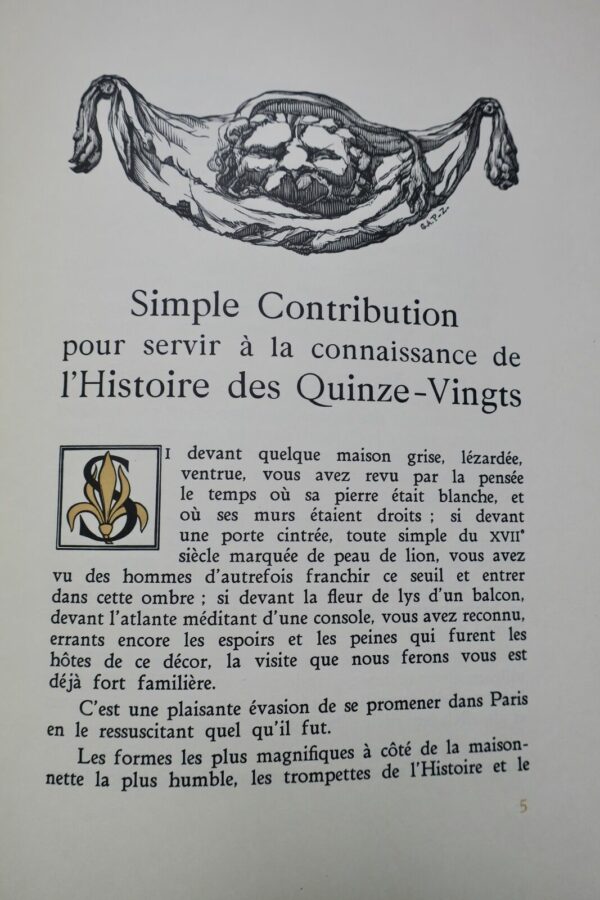 G.A.P.-Z.
Simple Contribution
pour servir à la connaissance de
l'Histoire des Quinze-Vingts
SI devant quelque maison grise, lézardée,
ventrue, vous avez revu par la pensée
le temps où sa pierre était blanche, et
où ses murs étaient droits ; si devant
une porte cintrée, toute simple du XVIIe
siècle marquée de peau de lion, vous avez
vu des hommes d'autrefois franchir ce seuil et entrer
dans cette ombre ; si devant la fleur de lys d'un balcon,
devant l'atlante méditant d'une console, vous avez reconnu,
errants encore les espoirs et les peines qui furent les
hôtes de ce décor, la visite que nous ferons vous est
déjà fort familière.
C'est une plaisante évasion de se promener dans Paris
en le ressuscitant quel qu'il fut.
Les formes les plus magnifiques à côté de la maison-
nette la plus humble, les trompettes de l'Histoire et le
5